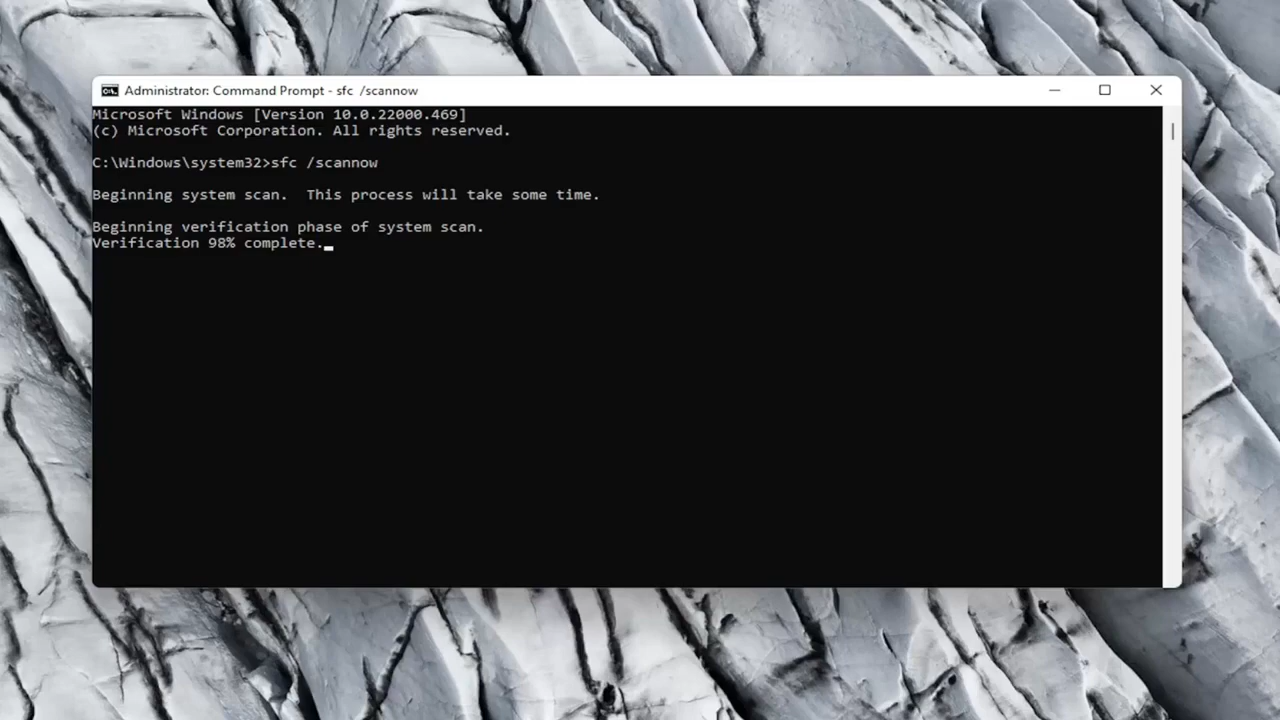 Administrator: Command Prompt - sfc  /scannow
Microsoft Windows [Version 10.0.22000.469]
(c) Microsoft Corporation. All rights reserved.
C:\Windows\system32>sfc /scannow
Beginning system scan.  This process will take some time.
Beginning verification phase of system scan.
Verification 98% complete.